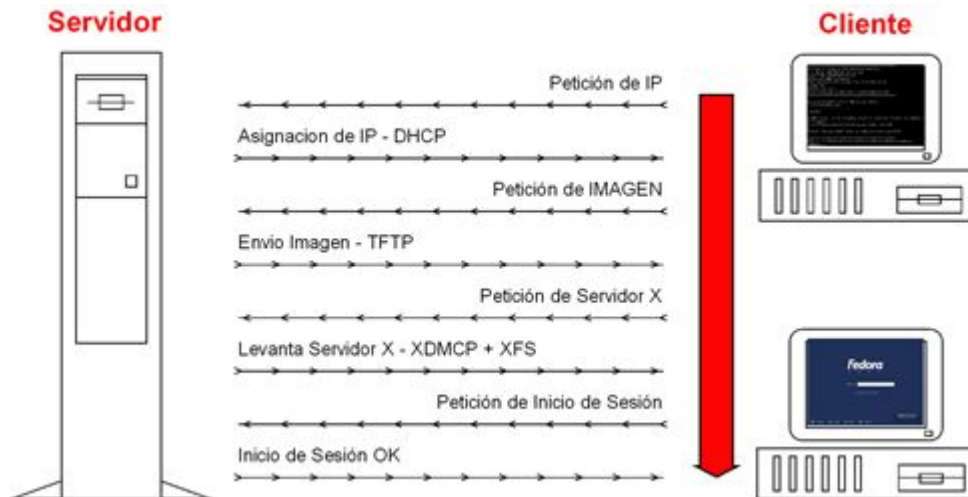 Servidor
Cliente
Petición de IP
Asignacion de IP - DHCP
Petición de IMAGEN
Envio Imagen - TFTP
Petición de Servidor X
Levanta Servidor X - XDMCP + XFS
Fedora
Petición de Inicio de Sesión
Inicio de Sesión OK